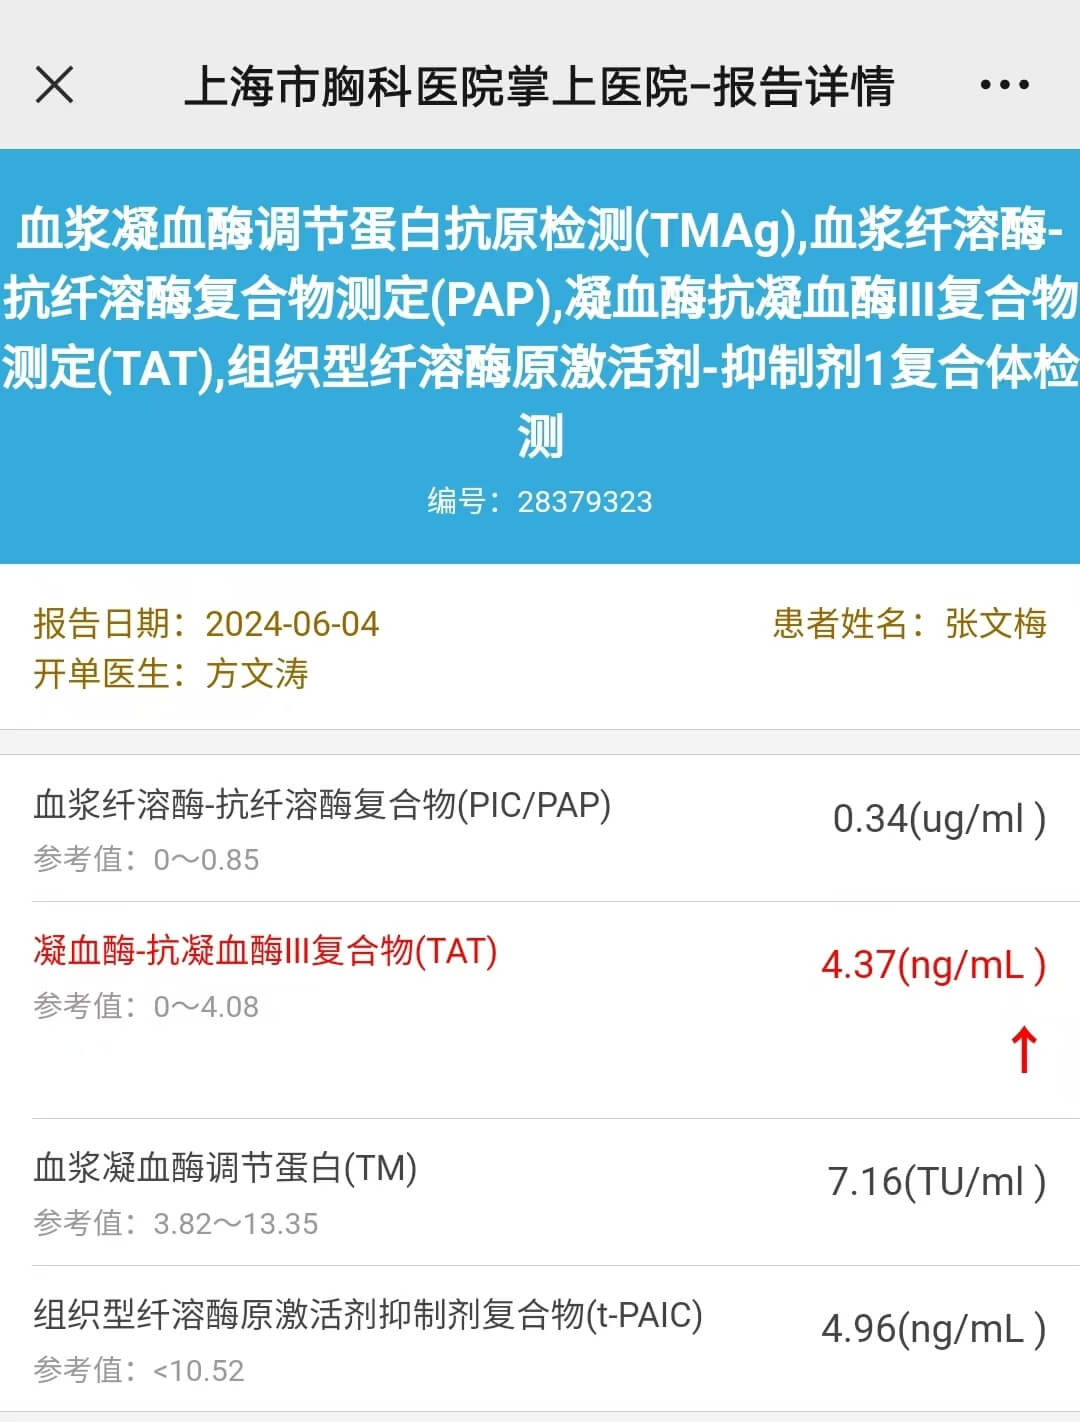 上海市胸科医院掌上医院-报告详情
血浆凝血酶调节蛋白抗原检测(TMAg),血浆纤溶酶-
抗纤溶酶复合物测定(PAP),凝血酶抗凝血酶III复合物
测定(TAT),组织型纤溶酶原激活剂-抑制剂1复合体检
测
编号：28379323
报告日期：2024-06-04 患者姓名：张文梅
开单医生：方文涛
血浆纤溶酶-抗纤溶酶复合物(PIC/PAP) 0.34(ug/ml )
参考值：0～0.85
凝血酶-抗凝血酶III复合物(TAT) 4.37(ng/mL )
参考值：0～4.08
↑
血浆凝血酶调节蛋白(TM) 7.16(TU/ml )
参考值：3.82～13.35
组织型纤溶酶原激活剂抑制剂复合物(t-PAIC) 4.96(ng/mL )
参考值：<10.52